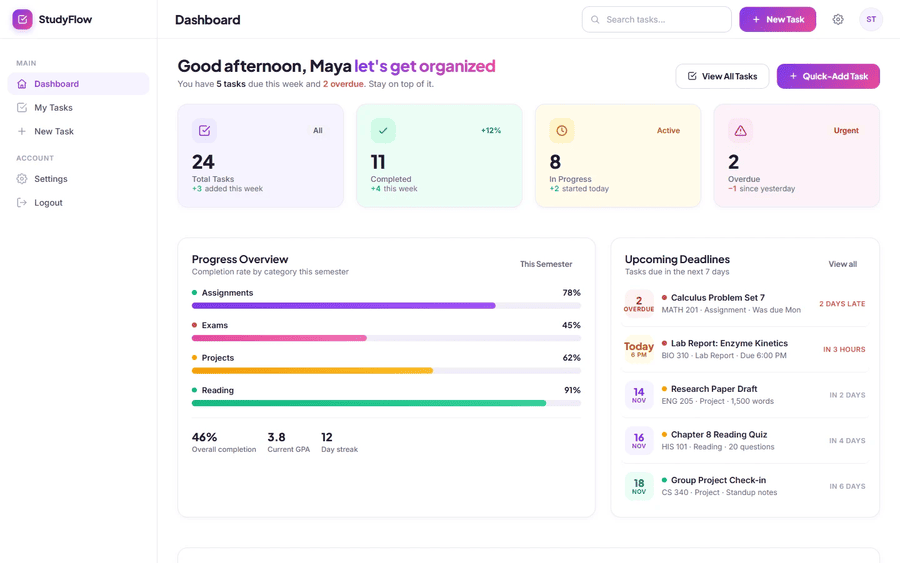 StudyFlow
Dashboard
Search tasks...
New Task
ST
MAIN
Dashboard
My Tasks
New Task
ACCOUNT
Settings
Logout
Good afternoon, Maya let's get organized
You have 5 tasks due this week and 2 overdue. Stay on top of it.
View All Tasks
Quick-Add Task
All
24
Total Tasks
+3 added this week
+12%
11
Completed
+4 this week
Active
8
In Progress
+2 started today
Urgent
2
Overdue
−1 since yesterday
Progress Overview
Completion rate by category this semester
This Semester
Assignments 78%
Exams 45%
Projects 62%
Reading 91%
46%
Overall completion
3.8
Current GPA
12
Day streak
Upcoming Deadlines
Tasks due in the next 7 days
View all
2
OVERDUE
Calculus Problem Set 7
MATH 201 · Assignment · Was due Mon
2 DAYS LATE
Today
6 PM
Lab Report: Enzyme Kinetics
BIO 310 · Lab Report · Due 6:00 PM
IN 3 HOURS
14
NOV
Research Paper Draft
ENG 205 · Project · 1,500 words
IN 2 DAYS
16
NOV
Chapter 8 Reading Quiz
HIS 101 · Reading · 20 questions
IN 4 DAYS
18
NOV
Group Project Check-in
CS 340 · Project · Standup notes
IN 6 DAYS